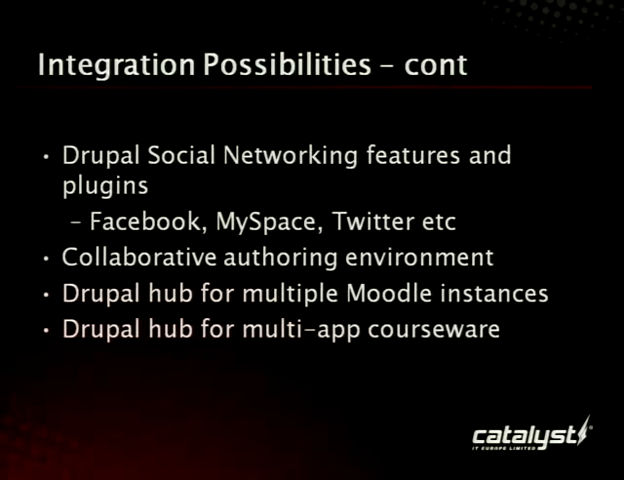 Integration Possibilities – cont
• Drupal Social Networking features and
plugins
– Facebook, MySpace, Twitter etc
• Collaborative authoring environment
• Drupal hub for multiple Moodle instances
• Drupal hub for multi-app courseware
catalyst
IT EUROPE LIMITED